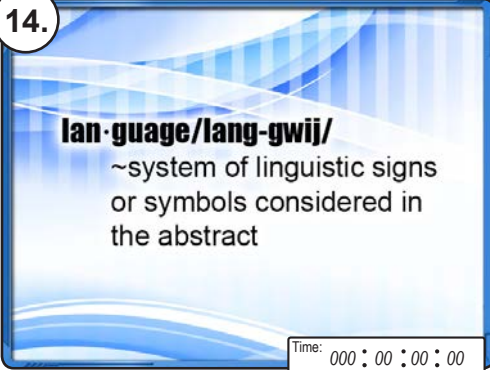 14.
lan·guage/lang-gwij/
~system of linguistic signs
or symbols considered in
the abstract
Time: 000 : 00 : 00 : 00